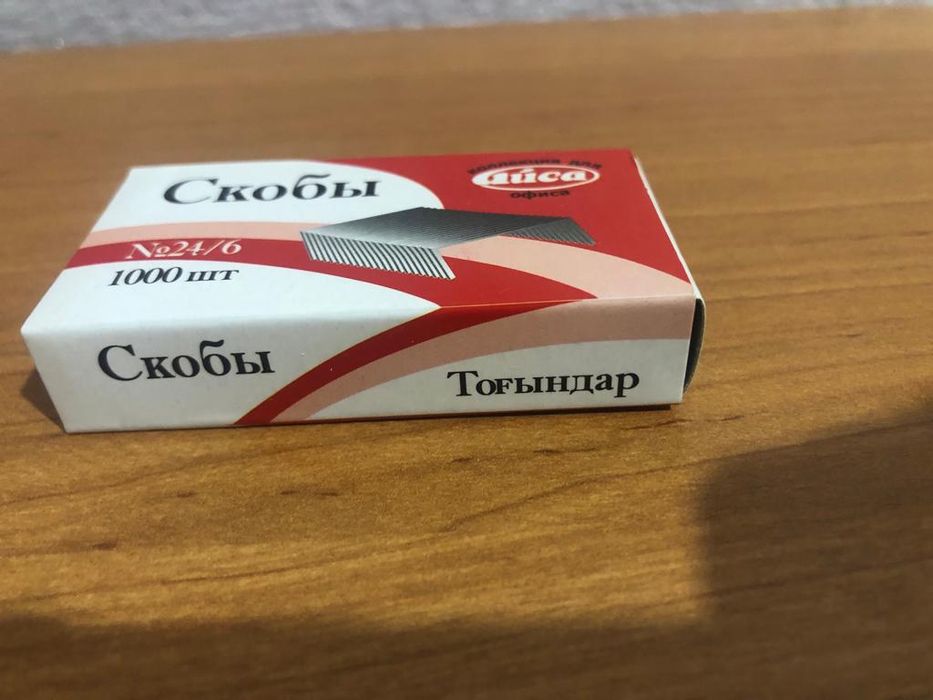 Скобы
коллекция для
Айса
офиса
№24/6
1000 шт
Скобы
Тоғындар